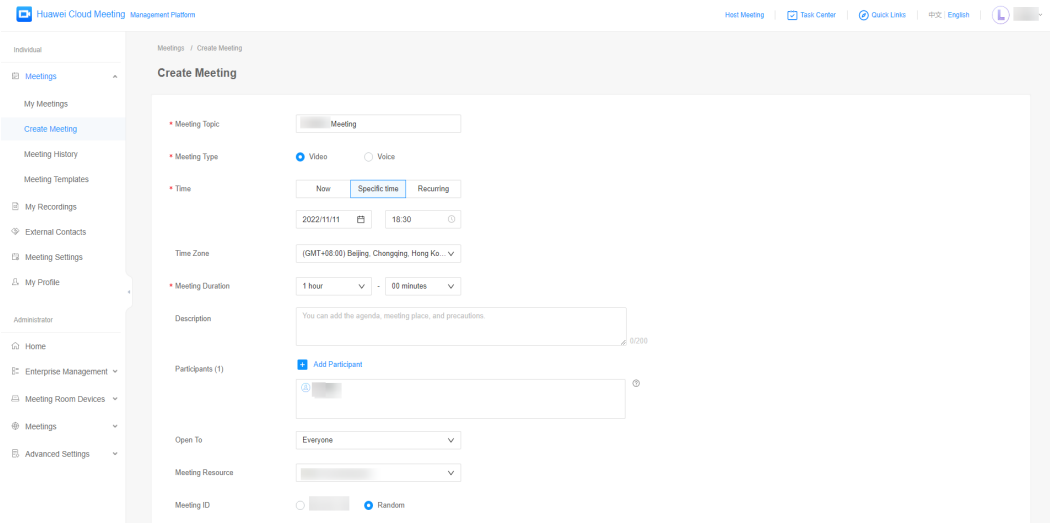 Huawei Cloud Meeting Management Platform
Host Meeting Task Center Quick Links 中文 English L
Individual
Meetings
My Meetings
Create Meeting
Meeting History
Meeting Templates
My Recordings
External Contacts
Meeting Settings
My Profile
Administrator
Home
Enterprise Management
Meeting Room Devices
Meetings
Advanced Settings
Meetings / Create Meeting
Create Meeting
* Meeting Topic Meeting
* Meeting Type Video Voice
* Time Now Specific time Recurring
2022/11/11 18:30
Time Zone (GMT+08:00) Beijing, Chongqing, Hong Ko...
* Meeting Duration 1 hour - 00 minutes
Description You can add the agenda, meeting place, and precautions.
0/200
Participants (1) Add Participant
Open To Everyone
Meeting Resource
Meeting ID Random